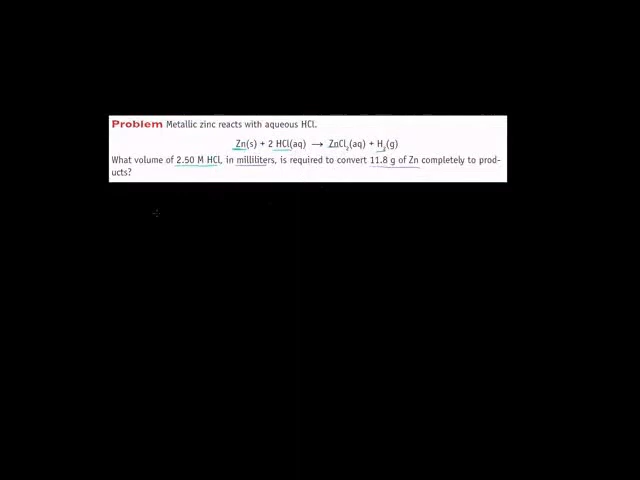 Problem Metallic zinc reacts with aqueous HCl.
Zn(s) + 2 HCl(aq) ⟶ ZnCl₂(aq) + H₂(g)
What volume of 2.50 M HCl, in milliliters, is required to convert 11.8 g of Zn completely to prod-
ucts?